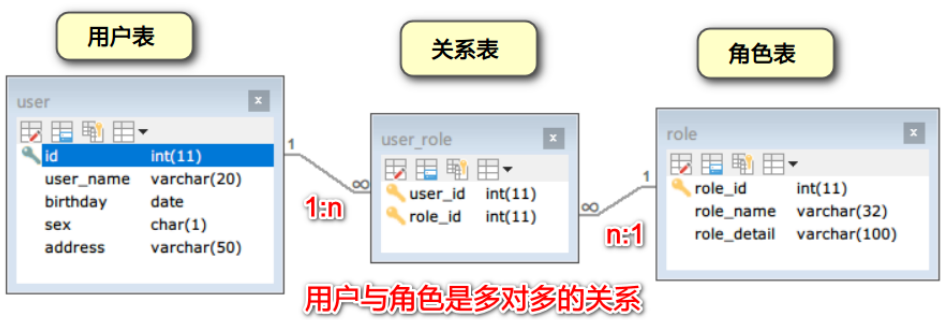 用户表
关系表
角色表
user
id int(11)
user_name varchar(20)
birthday date
sex char(1)
address varchar(50)
1
∞
1:n
user_role
user_id int(11)
role_id int(11)
∞
1
n:1
role
role_id int(11)
role_name varchar(32)
role_detail varchar(100)
用户与角色是多对多的关系